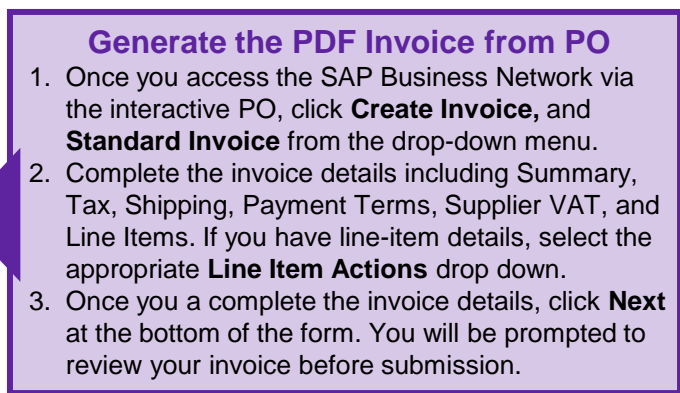 Generate the PDF Invoice from PO
1. Once you access the SAP Business Network via
the interactive PO, click Create Invoice, and
Standard Invoice from the drop-down menu.
2. Complete the invoice details including Summary,
Tax, Shipping, Payment Terms, Supplier VAT, and
Line Items. If you have line-item details, select the
appropriate Line Item Actions drop down.
3. Once you a complete the invoice details, click Next
at the bottom of the form. You will be prompted to
review your invoice before submission.